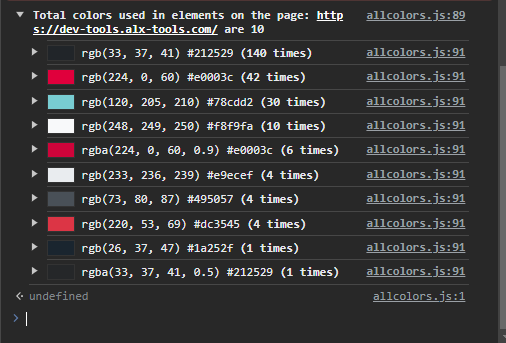 Total colors used in elements on the page: http allcolors.js:89
s://dev-tools.alx-tools.com/ are 10
rgb(33, 37, 41) #212529 (140 times) allcolors.js:91
rgb(224, 0, 60) #e0003c (42 times) allcolors.js:91
rgb(120, 205, 210) #78cdd2 (30 times) allcolors.js:91
rgb(248, 249, 250) #f8f9fa (10 times) allcolors.js:91
rgba(224, 0, 60, 0.9) #e0003c (6 times) allcolors.js:91
rgb(233, 236, 239) #e9ecef (4 times) allcolors.js:91
rgb(73, 80, 87) #495057 (4 times) allcolors.js:91
rgb(220, 53, 69) #dc3545 (4 times) allcolors.js:91
rgb(26, 37, 47) #1a252f (1 times) allcolors.js:91
rgba(33, 37, 41, 0.5) #212529 (1 times) allcolors.js:91
undefined allcolors.js:1